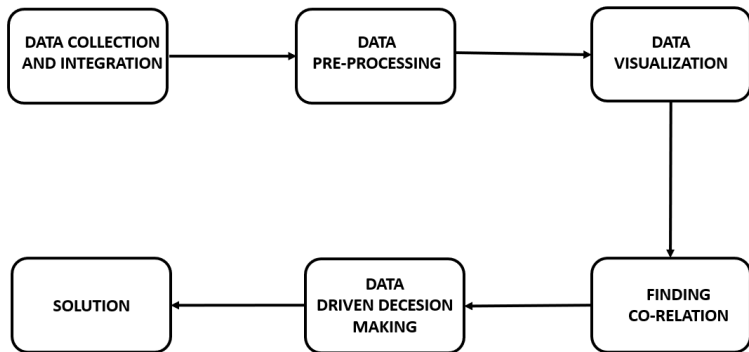 DATA COLLECTION
AND INTEGRATION
DATA
PRE-PROCESSING
DATA
VISUALIZATION
FINDING
CO-RELATION
DATA
DRIVEN DECESION
MAKING
SOLUTION